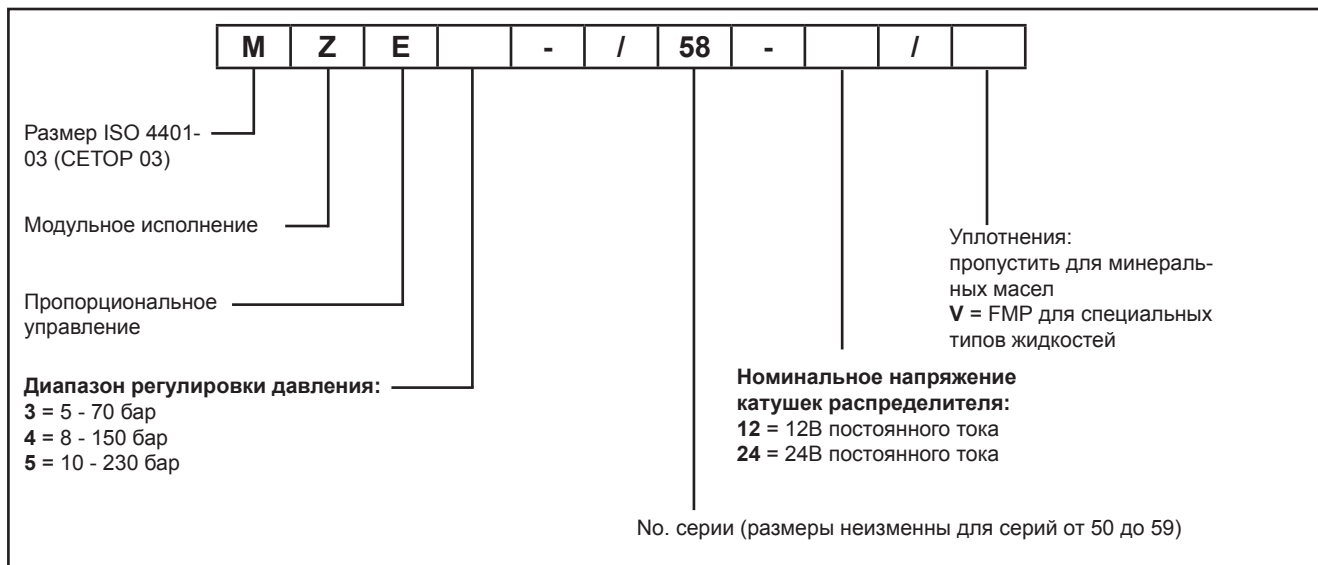 M Z E - / 58 - /
Размер ISO 4401-
03 (CETOP 03)
Модульное исполнение
Пропорциональное
управление
Диапазон регулировки давления:
3 = 5 - 70 бар
4 = 8 - 150 бар
5 = 10 - 230 бар
Уплотнения:
пропустить для минераль-
ных масел
V = FMP для специальных
типов жидкостей
Номинальное напряжение
катушек распределителя:
12 = 12В постоянного тока
24 = 24В постоянного тока
No. серии (размеры неизменны для серий от 50 до 59)